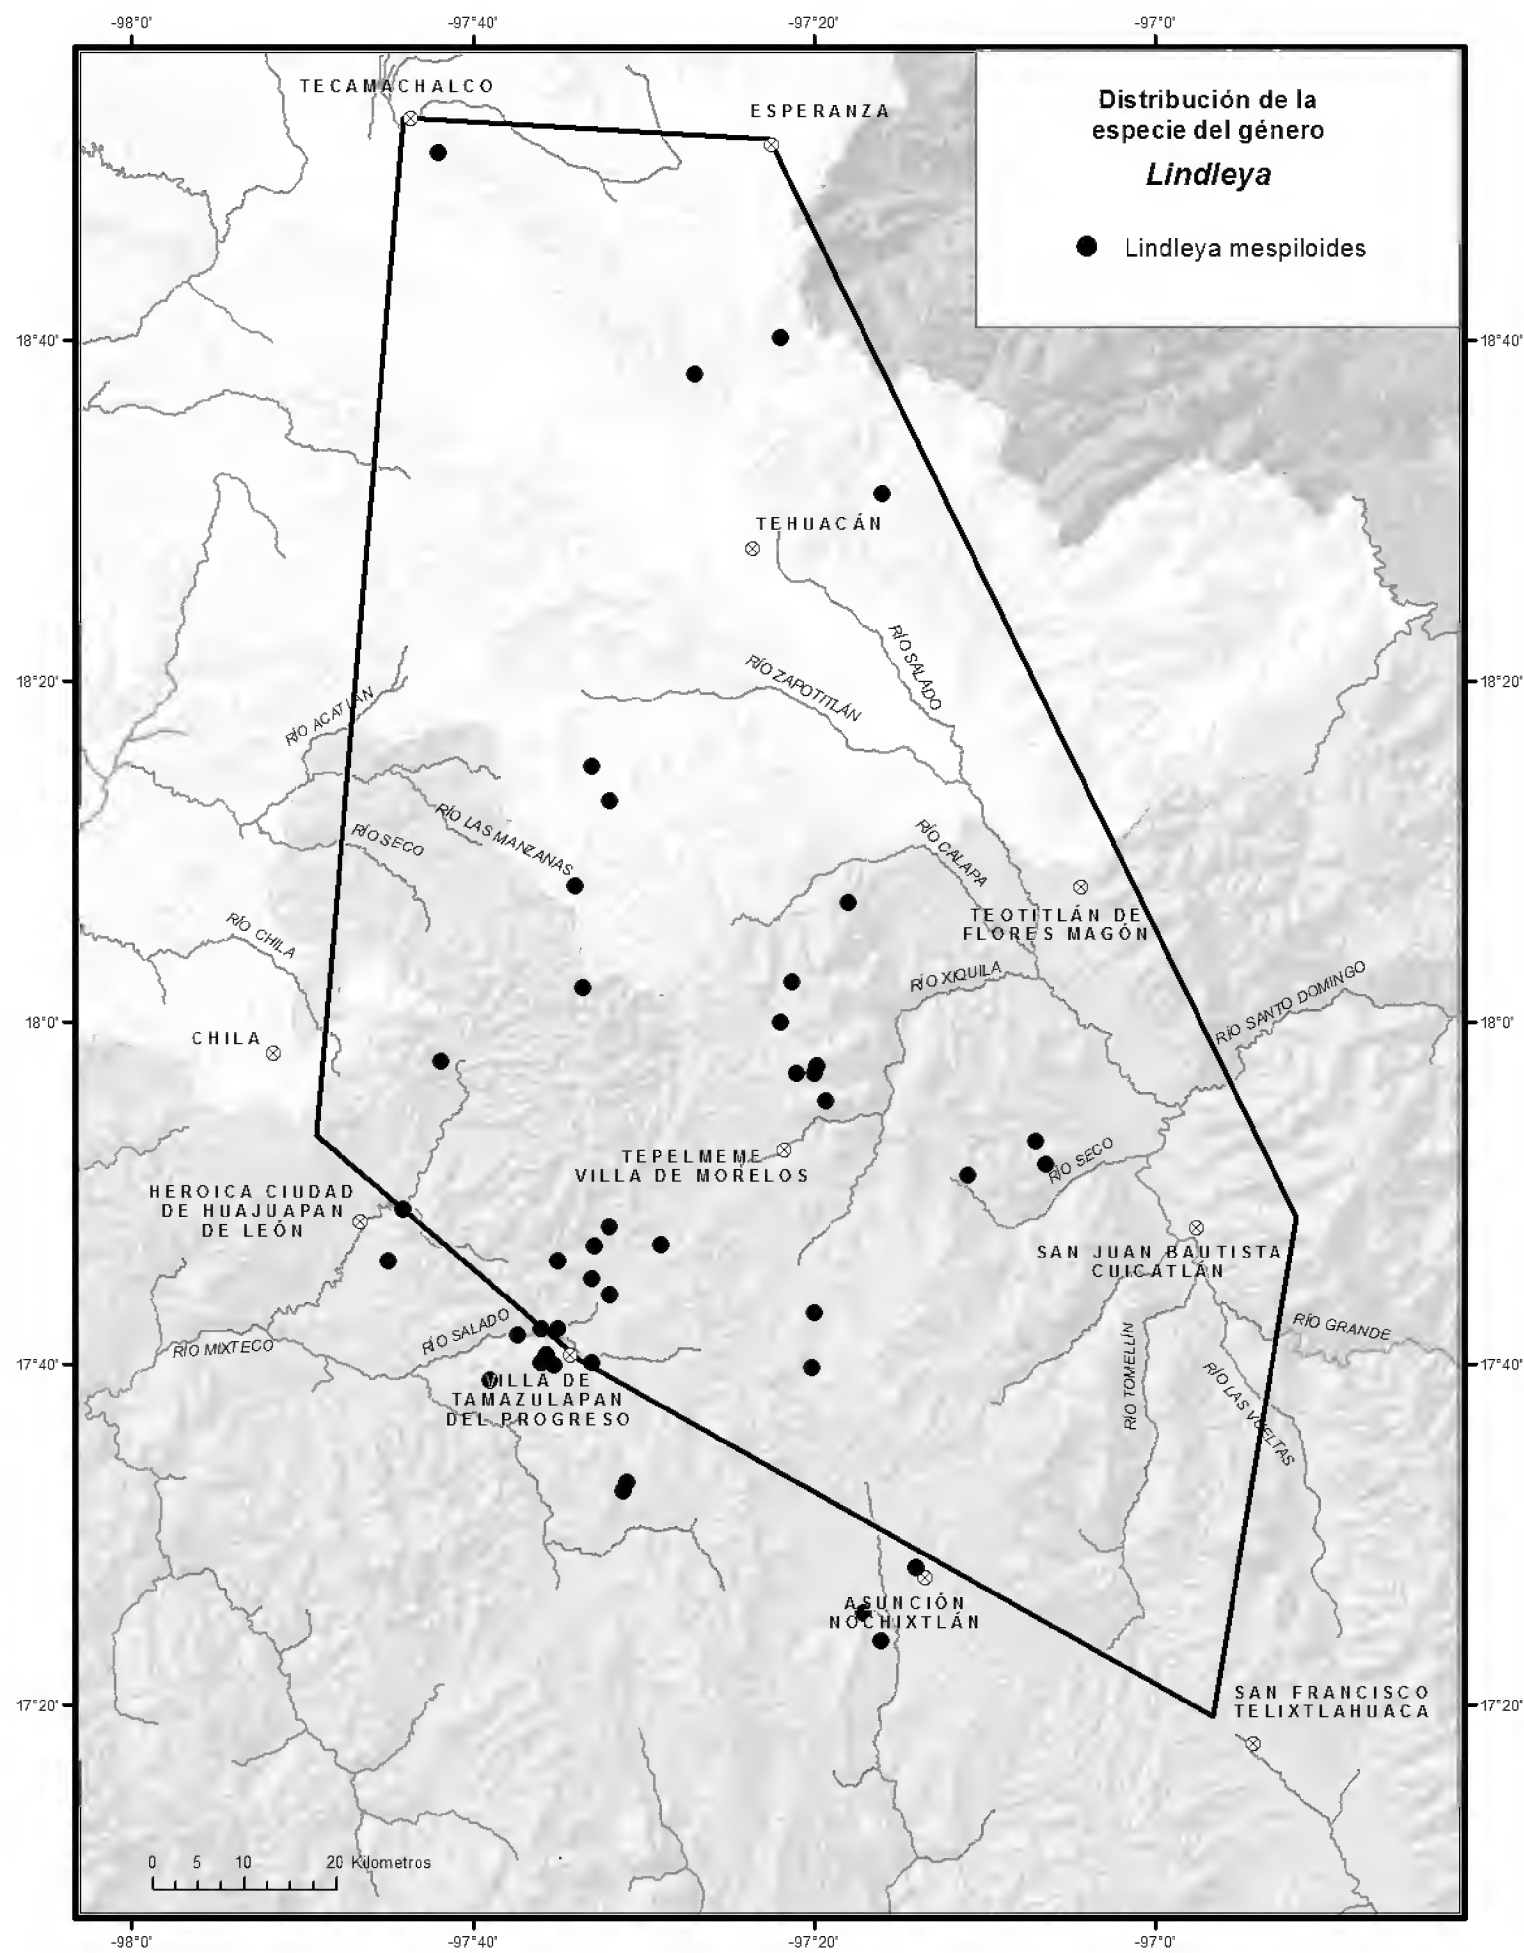 -98°0'
-97°40'
-97°20'
-97°0'
TECAMACHALCO
ESPERANZA
Distribución de la
especie del género
Lindleya
Lindleya mespiloides
18°40'
18°40'
TEHUACÁN
RÍO SALADO
RÍO ZAPOTITLÁN
18°20'
18°20'
RÍO ACATLÁN
RÍO LAS MANZANAS
RÍO SECO
RÍO CALAPA
TEOTITLÁN DE
FLORES MAGÓN
RÍO CHILA
RÍO XIQUILA
RÍO SANTO DOMINGO
18°0'
18°0'
CHILA
TEPELMEME
VILLA DE MORELOS
RÍO SECO
HEROICA CIUDAD
DE HUAJUAPAN
DE LEÓN
SAN JUAN BAUTISTA
CUICATLÁN
RÍO SALADO
RÍO MIXTECO
RÍO GRANDE
17°40'
17°40'
RÍO TOMELLÍN
RÍO LAS VUELTAS
VILLA DE
TAMAZULAPAN
DEL PROGRESO
ASUNCIÓN
NOCHIXTLÁN
SAN FRANCISCO
TELIXTLAHUACA
17°20'
17°20'
0 5 10 20 Kilometros
-98°0'
-97°40'
-97°20'
-97°0'